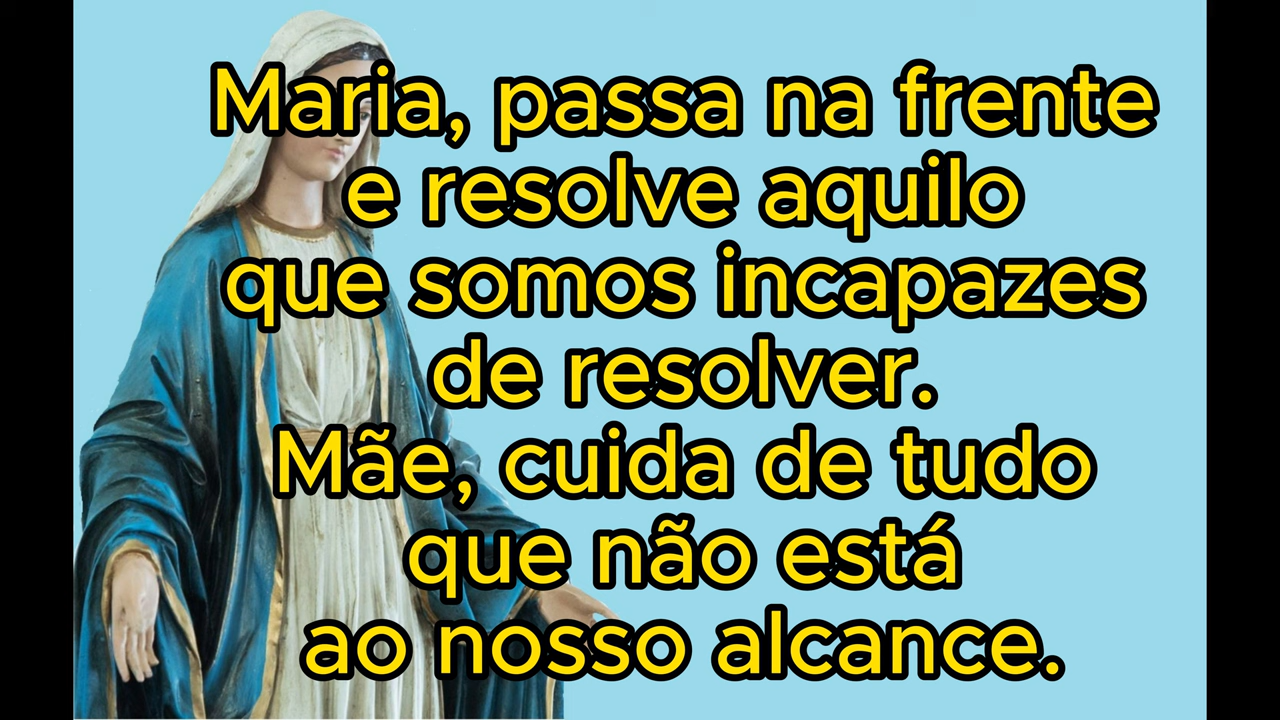 Maria, passa na frente
e resolve aquilo
que somos incapazes
de resolver.
Mãe, cuida de tudo
que não está
ao nosso alcance.